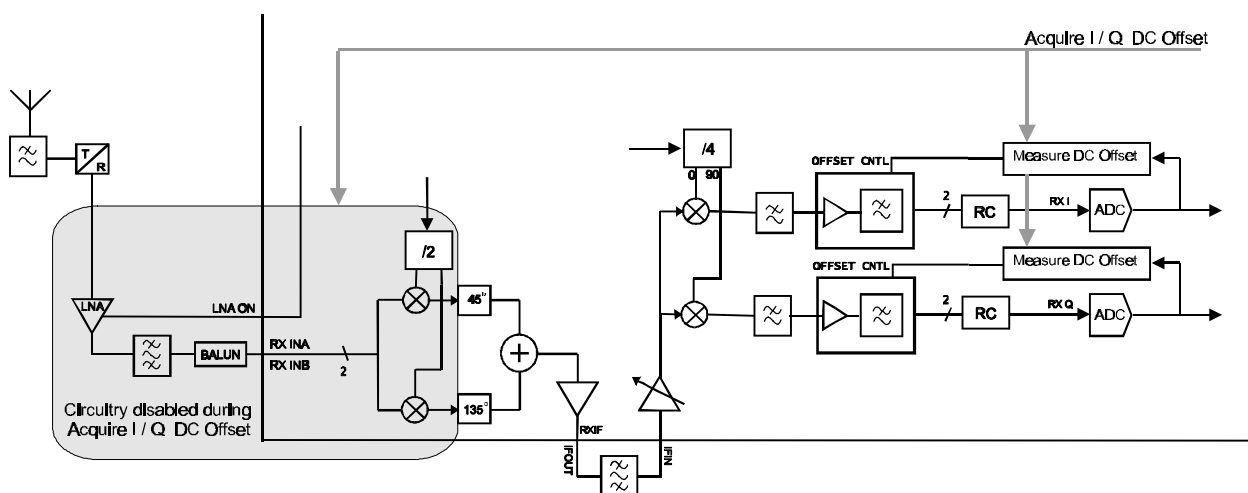 Acquire I / Q DC Offset
/4
0 90
OFFSET CNTL
Measure DC Offset
T
R
2
RC
RX I
ADC
/2
OFFSET CNTL
Measure DC Offset
LNA
LNA ON
45°
2
RC
RX Q
ADC
BALUN
RX INA
RX INB
2
135°
Circuitry disabled during
Acquire I / Q DC Offset
RXIF
IFOUT
IFIN